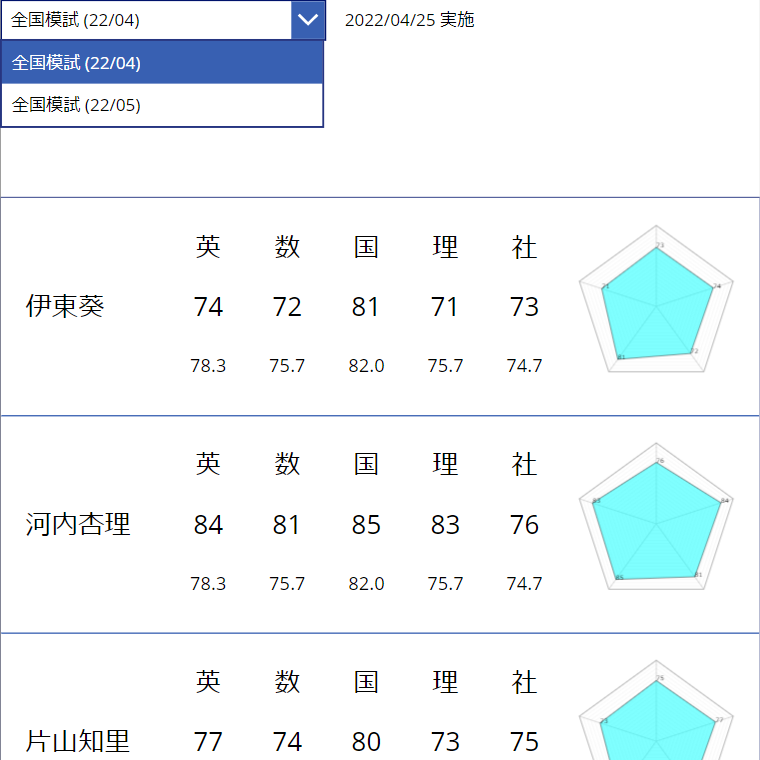 全国模試 (22/04) 2022/04/25 実施
全国模試 (22/04)
全国模試 (22/05)
英 数 国 理 社
伊東葵 74 72 81 71 73
78.3 75.7 82.0 75.7 74.7
73
71 74
81 72
英 数 国 理 社
河内杏理 84 81 85 83 76
78.3 75.7 82.0 75.7 74.7
76
83 84
85 81
英 数 国 理 社
片山知里 77 74 80 73 75
75
73 77